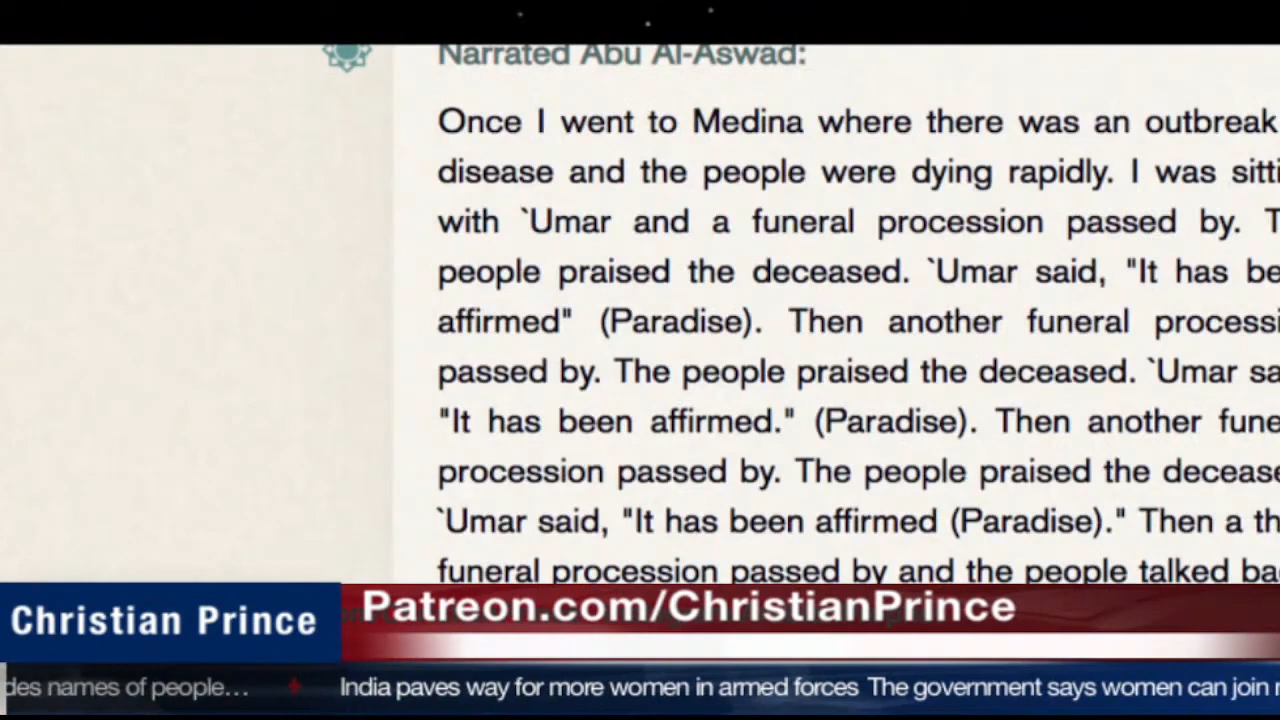 Narrated Abu Al-Aswad:
Once I went to Medina where there was an outbreak
disease and the people were dying rapidly. I was sitti
with `Umar and a funeral procession passed by. T
people praised the deceased. `Umar said, "It has be
affirmed" (Paradise). Then another funeral processi
passed by. The people praised the deceased. `Umar sa
"It has been affirmed." (Paradise). Then another fune
procession passed by. The people praised the decease
`Umar said, "It has been affirmed (Paradise)." Then a th
funeral procession passed by and the people talked ba
Christian Prince
Patreon.com/ChristianPrince
des names of people... India paves way for more women in armed forces The government says women can join